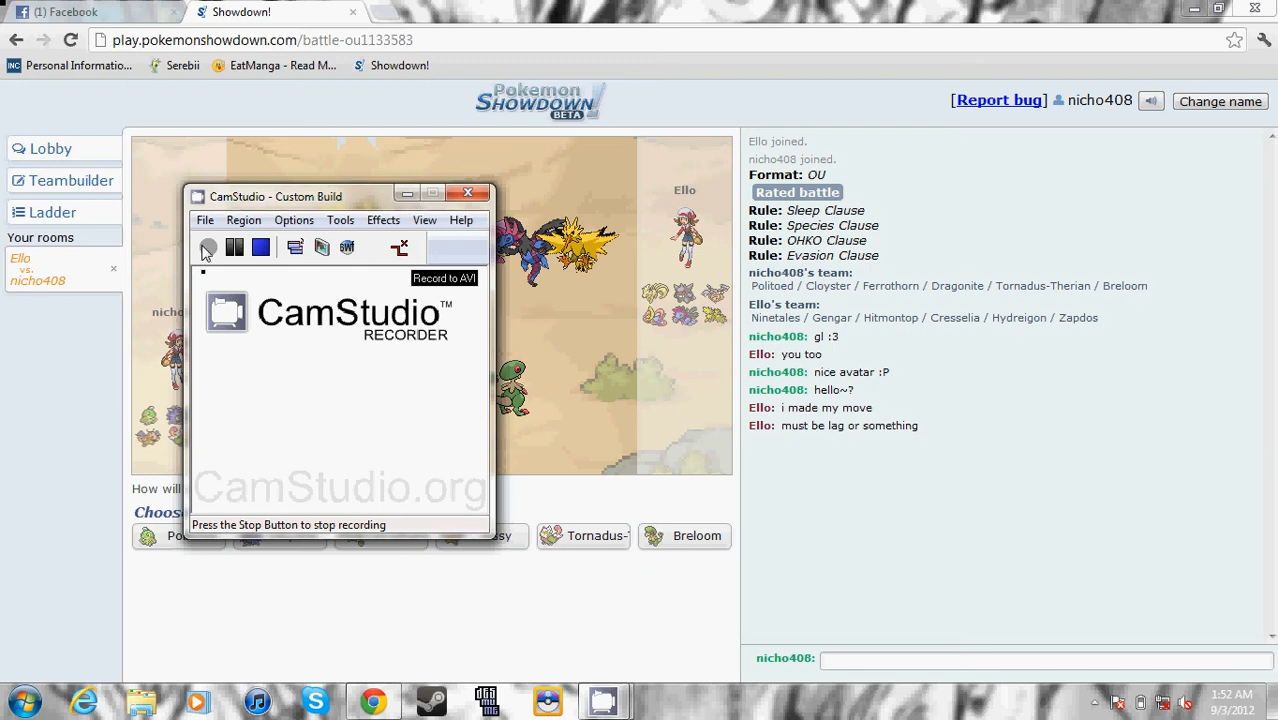 (1) Facebook
Showdown!
play.pokemonshowdown.com/battle-ou1133583
Personal Informatio...
Serebii
EatManga - Read M...
Showdown!
Pokemon
SHOWDOWN!
BETA
[Report bug]
nicho408
Change name
Lobby
Teambuilder
Ladder
Your rooms
Ello
vs.
nicho408
Ello
nicho
How will
Choose
Po
sy
Tornadus-
Breloom
CamStudio - Custom Build
File Region Options Tools Effects View Help
SWF
Record to AVI
CamStudio™
RECORDER
CamStudio.org
Press the Stop Button to stop recording
Ello joined.
nicho408 joined.
Format: OU
Rated battle
Rule: Sleep Clause
Rule: Species Clause
Rule: OHKO Clause
Rule: Evasion Clause
nicho408's team:
Politoed / Cloyster / Ferrothorn / Dragonite / Tornadus-Therian / Breloom
Ello's team:
Ninetales / Gengar / Hitmontop / Cresselia / Hydreigon / Zapdos
nicho408: gl :3
Ello: you too
nicho408: nice avatar :P
nicho408: hello~?
Ello: i made my move
Ello: must be lag or something
nicho408:
1:52 AM
9/3/2012